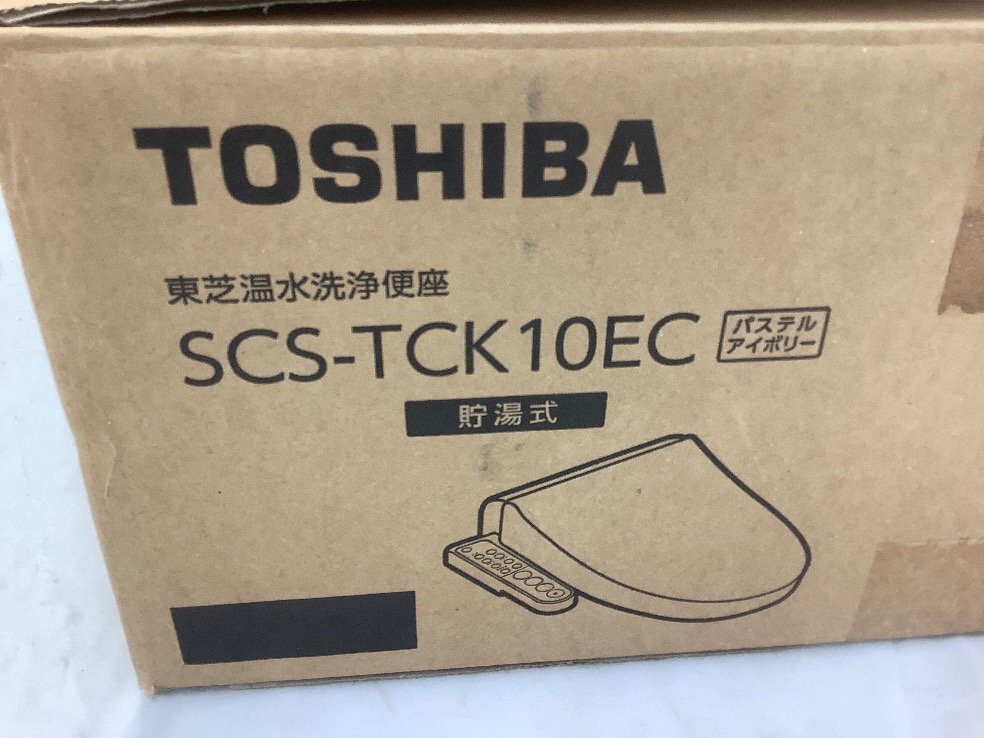 TOSHIBA
東芝温水洗浄便座
SCS-TCK10EC
パステル
アイボリー
貯湯式